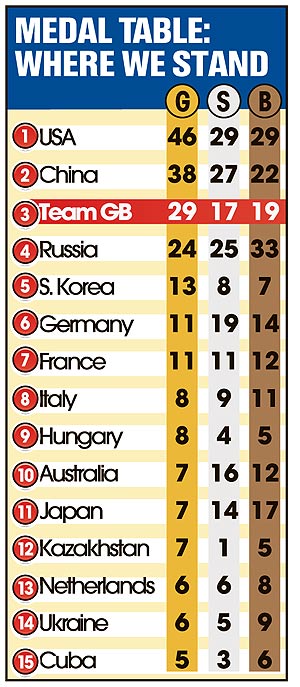 MEDAL TABLE:
WHERE WE STAND
G S B
1 USA 46 29 29
2 China 38 27 22
3 Team GB 29 17 19
4 Russia 24 25 33
5 S. Korea 13 8 7
6 Germany 11 19 14
7 France 11 11 12
8 Italy 8 9 11
9 Hungary 8 4 5
10 Australia 7 16 12
11 Japan 7 14 17
12 Kazakhstan 7 1 5
13 Netherlands 6 6 8
14 Ukraine 6 5 9
15 Cuba 5 3 6